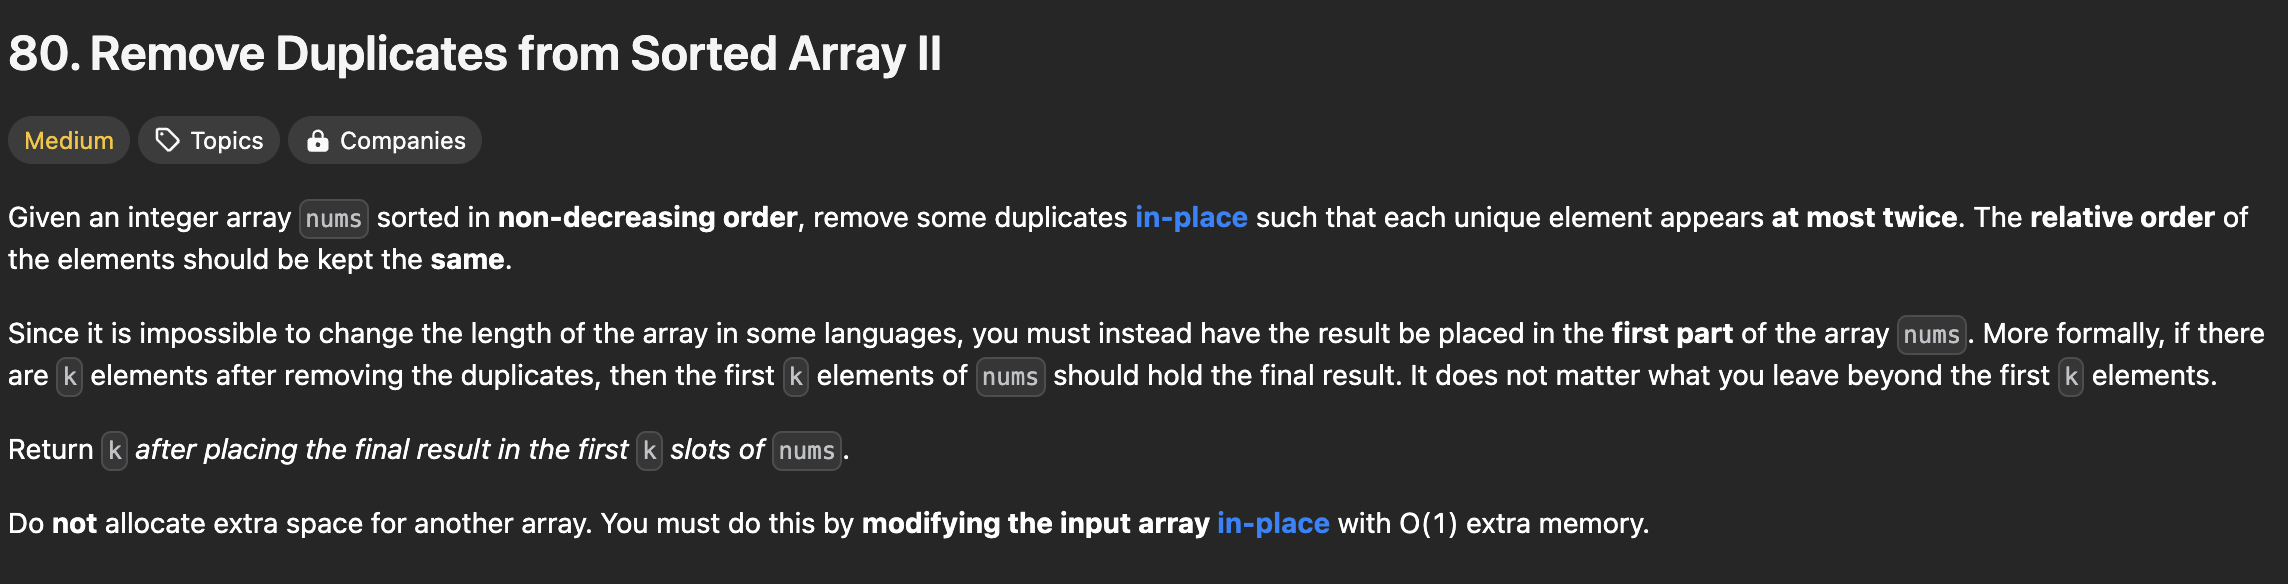 80. Remove Duplicates from Sorted Array II
Medium Topics Companies
Given an integer array nums sorted in non-decreasing order, remove some duplicates in-place such that each unique element appears at most twice. The relative order of
the elements should be kept the same.
Since it is impossible to change the length of the array in some languages, you must instead have the result be placed in the first part of the array nums. More formally, if there
are k elements after removing the duplicates, then the first k elements of nums should hold the final result. It does not matter what you leave beyond the first k elements.
Return k after placing the final result in the first k slots of nums.
Do not allocate extra space for another array. You must do this by modifying the input array in-place with O(1) extra memory.